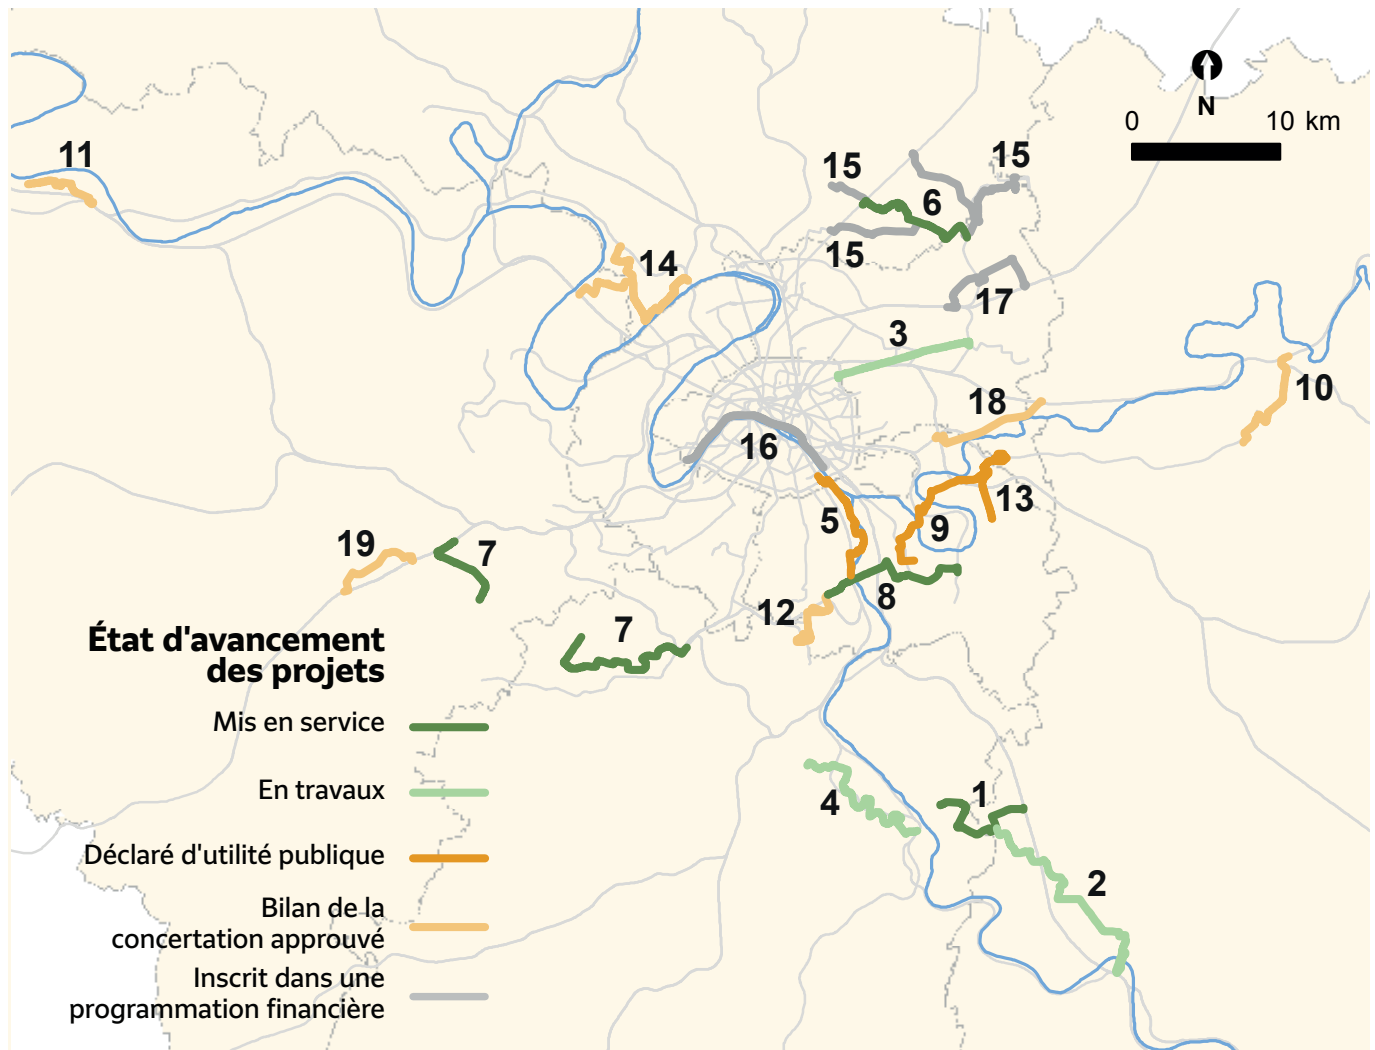 N
0 10 km
11
15
15
6
15
14
17
3
10
18
16
13
5
9
19
7
8
12
7
État d'avancement
des projets
Mis en service
En travaux
Déclaré d'utilité publique
Bilan de la
concertation approuvé
Inscrit dans une
programmation financière
4
1
2